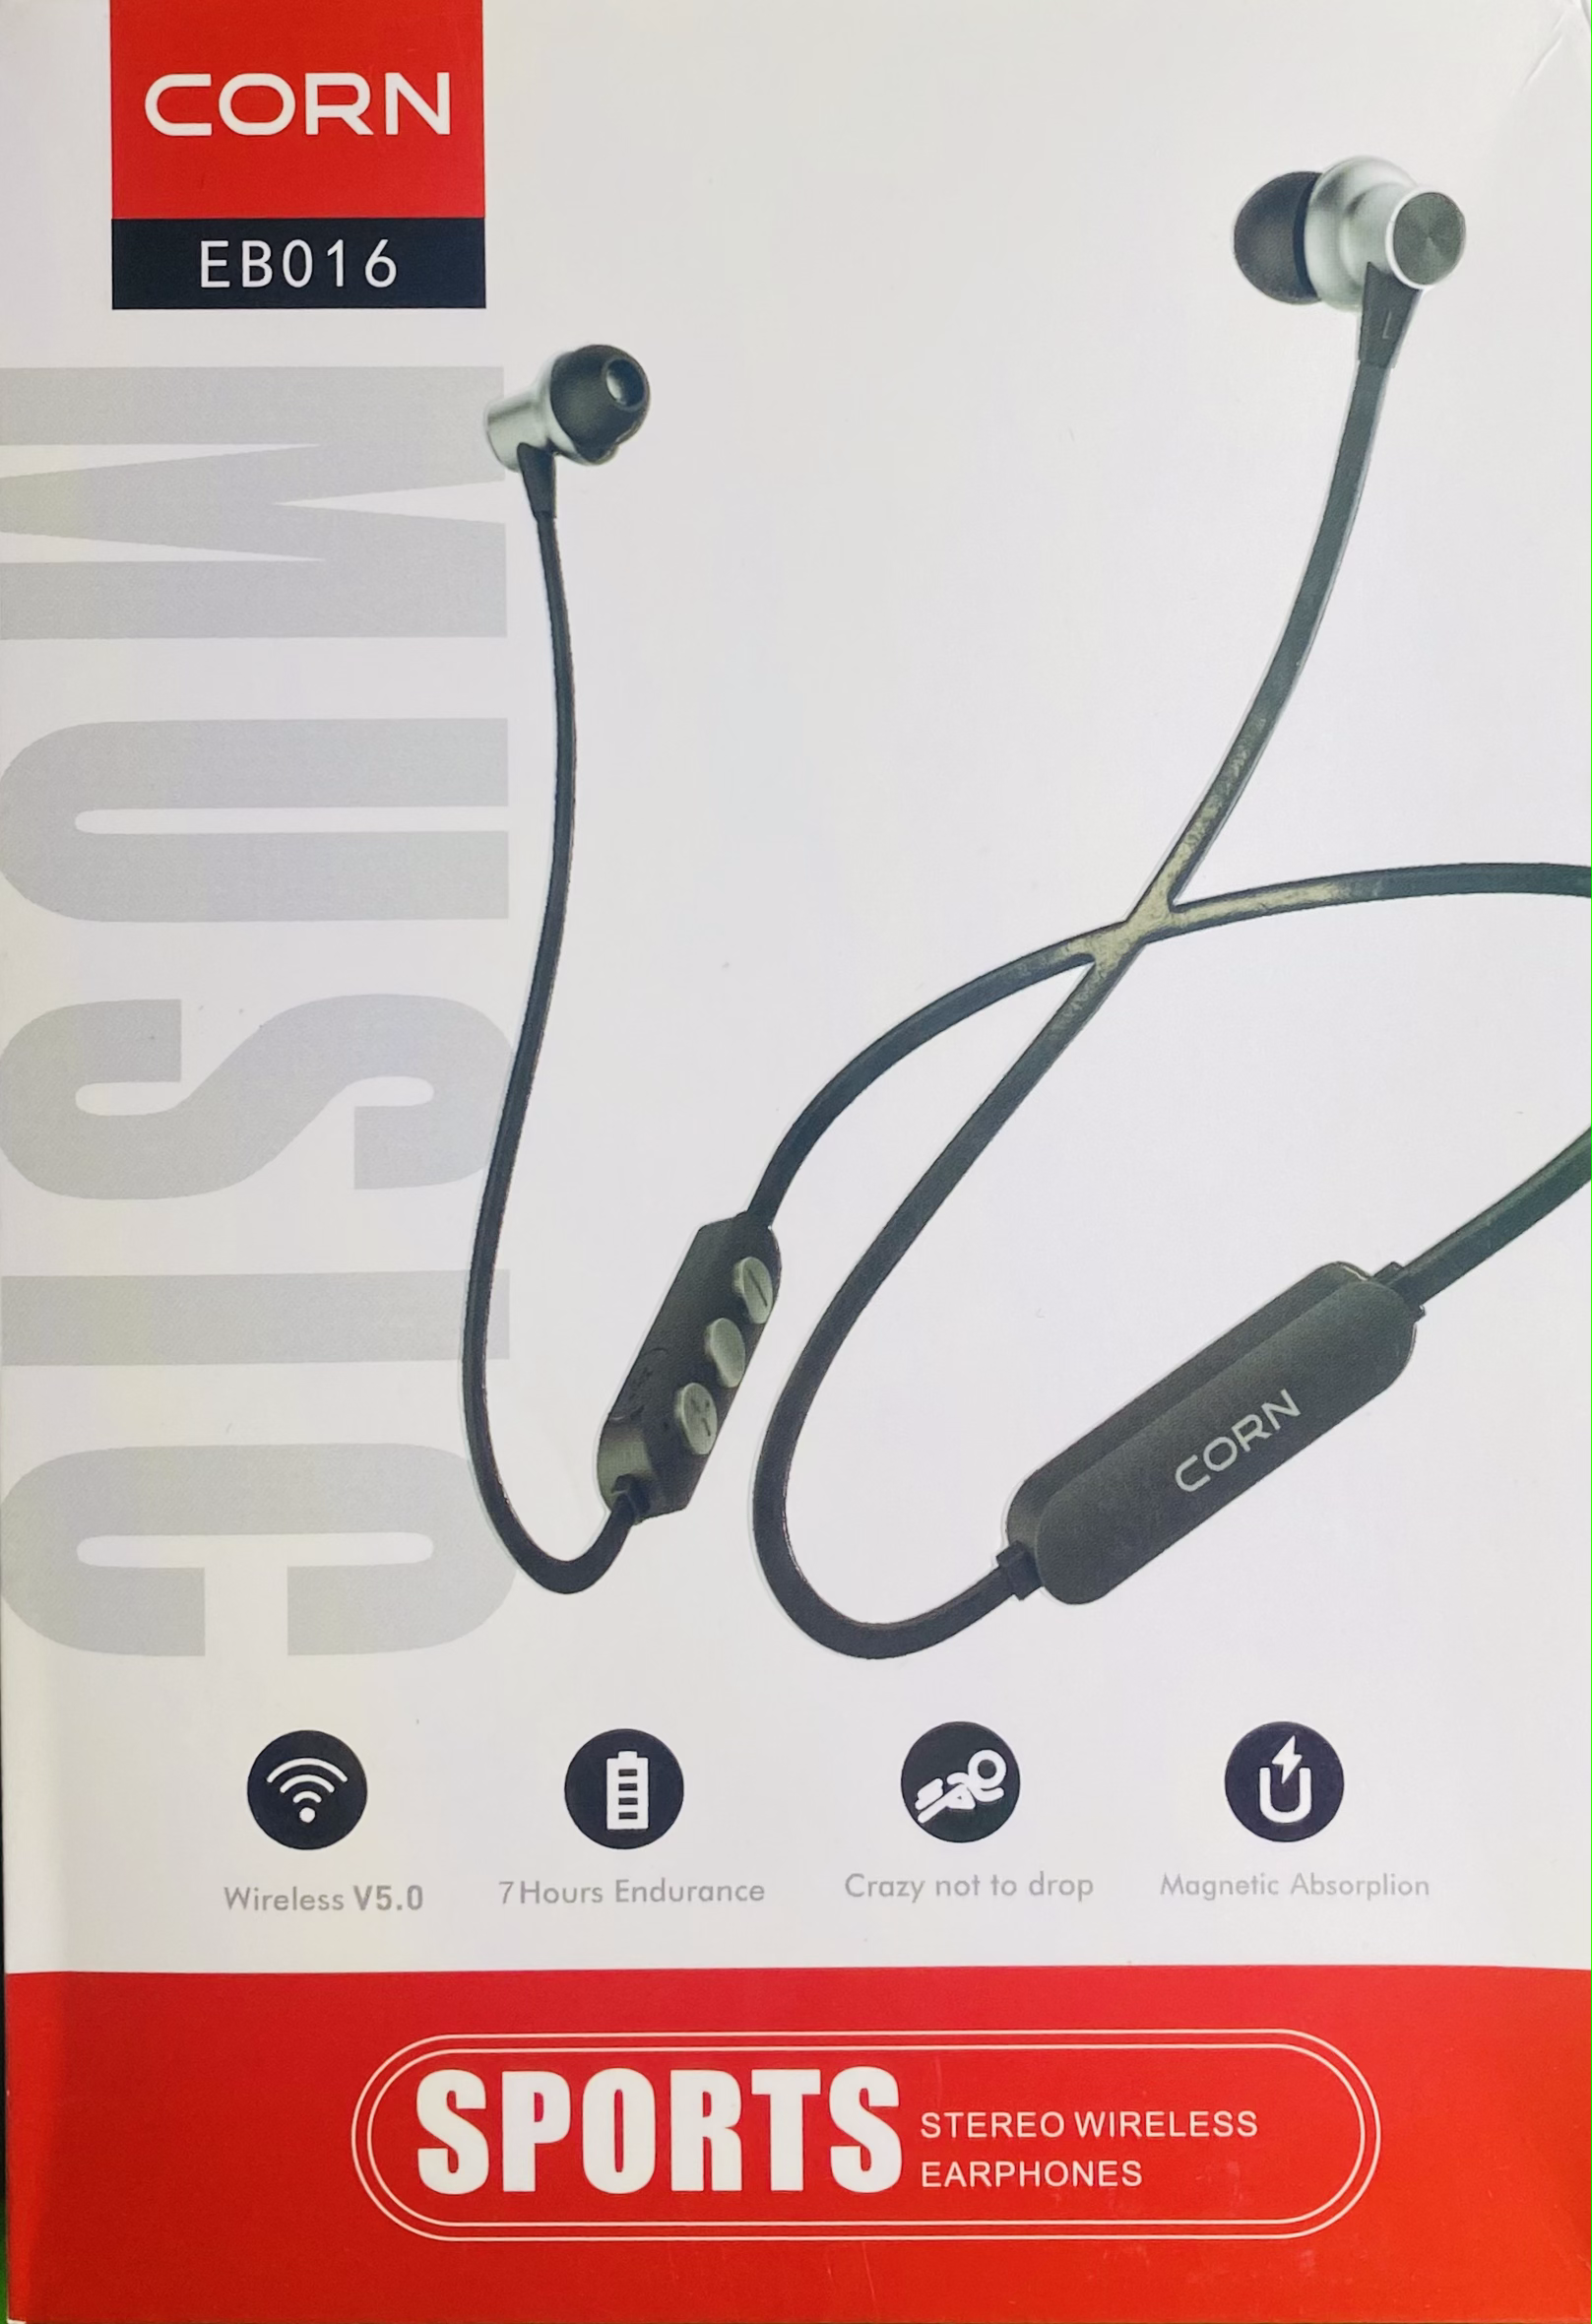 CORN
EB016
MUSIC
CORN
Wireless V5.0
7Hours Endurance
Crazy not to drop
Magnetic Absorplion
SPORTS
STEREO WIRELESS
EARPHONES